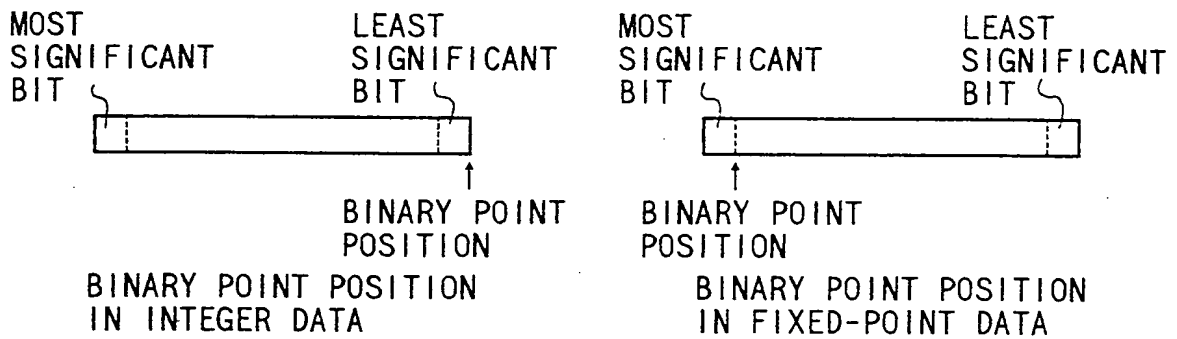 MOST
SIGNIFICANT
BIT
LEAST
SIGNIFICANT
BIT
BINARY POINT
POSITION
BINARY POINT POSITION
IN INTEGER DATA
MOST
SIGNIFICANT
BIT
LEAST
SIGNIFICANT
BIT
BINARY POINT
POSITION
BINARY POINT POSITION
IN FIXED-POINT DATA